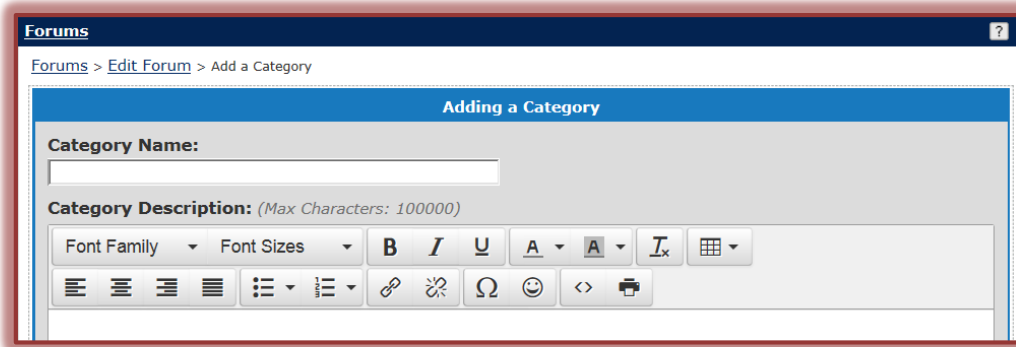 Forums
?
Forums > Edit Forum > Add a Category
Adding a Category
Category Name:
Category Description: (Max Characters: 100000)
Font Family Font Sizes B I U A A Tx
Ω <>